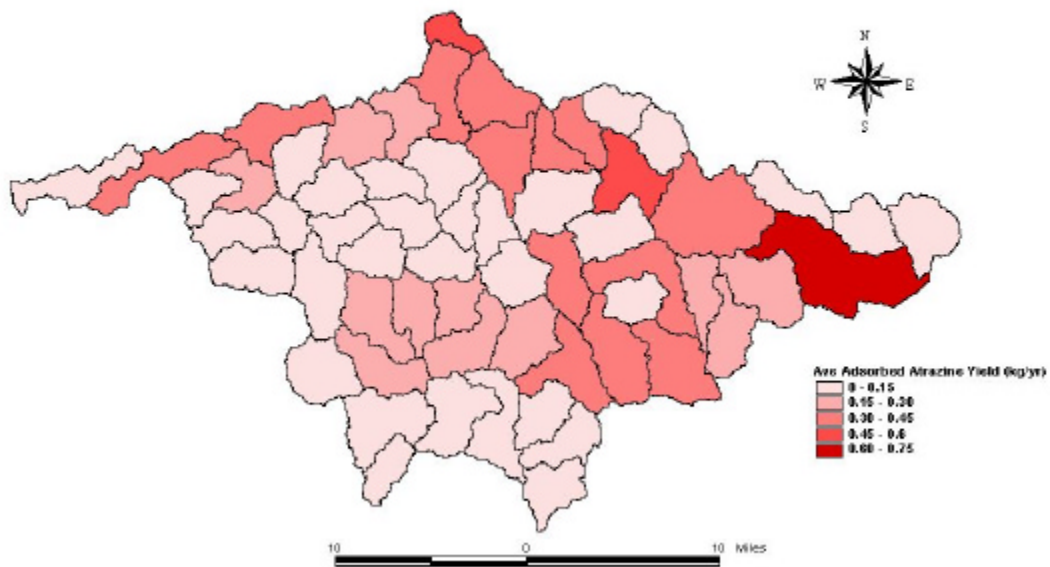 N
W E
S
Ave Adsorbed Atrazine Yield (kg/yr)
0 - 0.15
0.15 - 0.30
0.30 - 0.45
0.45 - 0.6
0.60 - 0.75
10 0 10 Miles